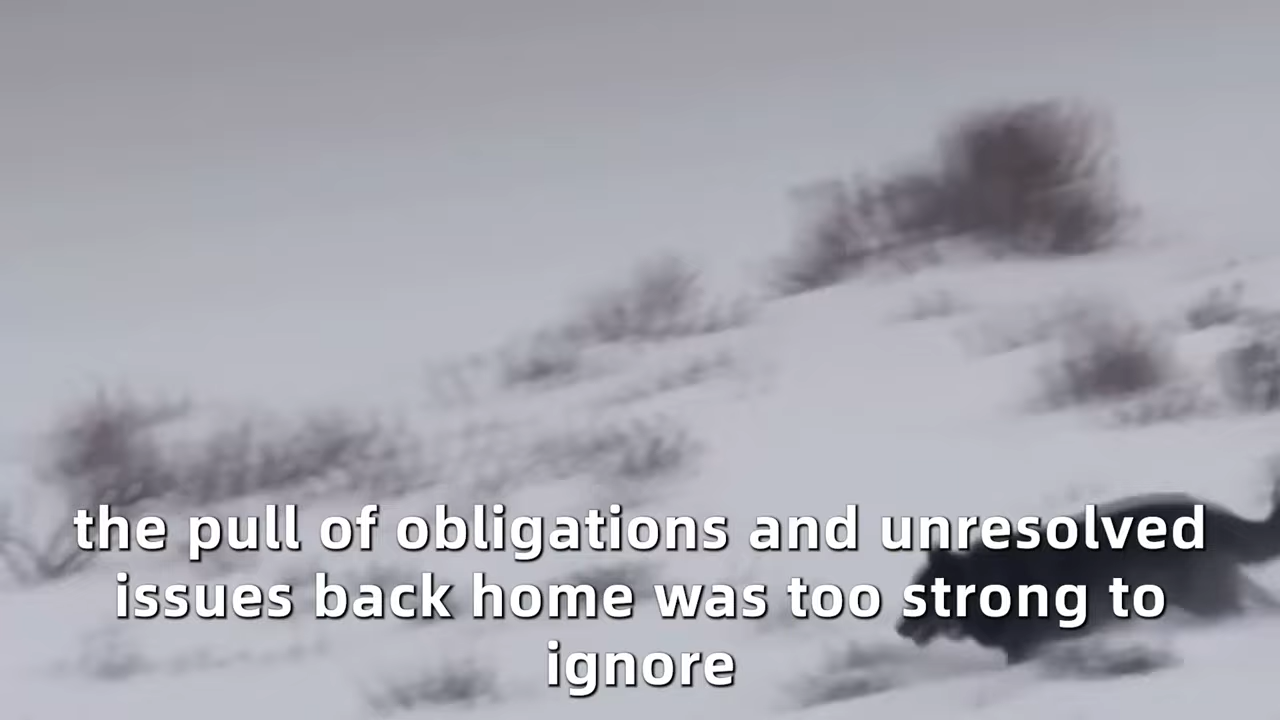 the pull of obligations and unresolved
issues back home was too strong to
ignore